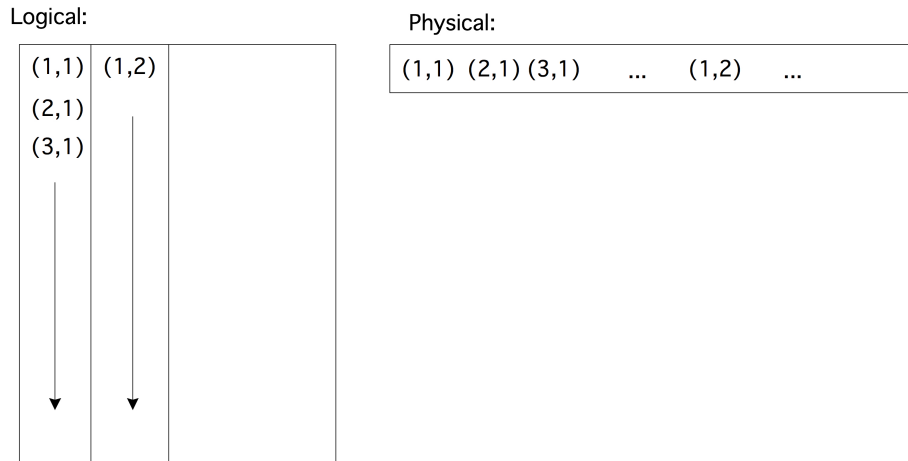 Logical:
(1,1) (1,2)
(2,1)
(3,1)
Physical:
(1,1) (2,1) (3,1) ... (1,2) ...